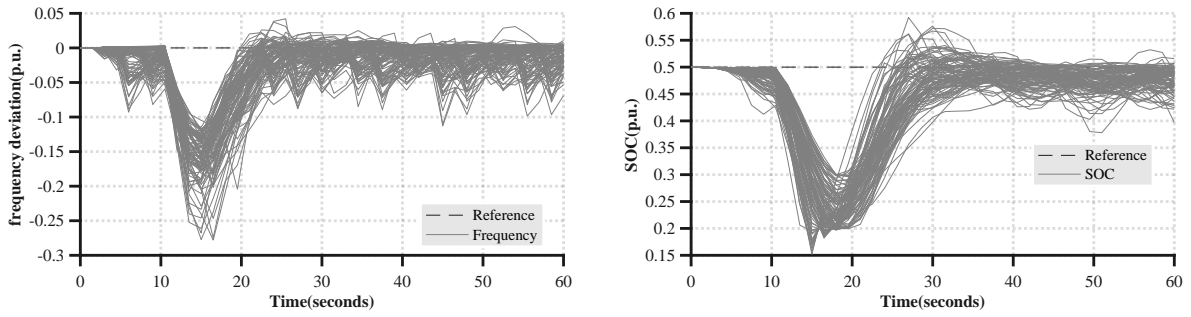 0.05
0
-0.05
-0.1
-0.15
-0.2
-0.25
-0.3
frequency deviation(p.u.)
Reference
Frequency
0 10 20 30 40 50 60
Time(seconds)
0.6
0.55
0.5
0.45
0.4
0.35
0.3
0.25
0.2
0.15
SOC(p.u.)
Reference
SOC
0 10 20 30 40 50 60
Time(seconds)